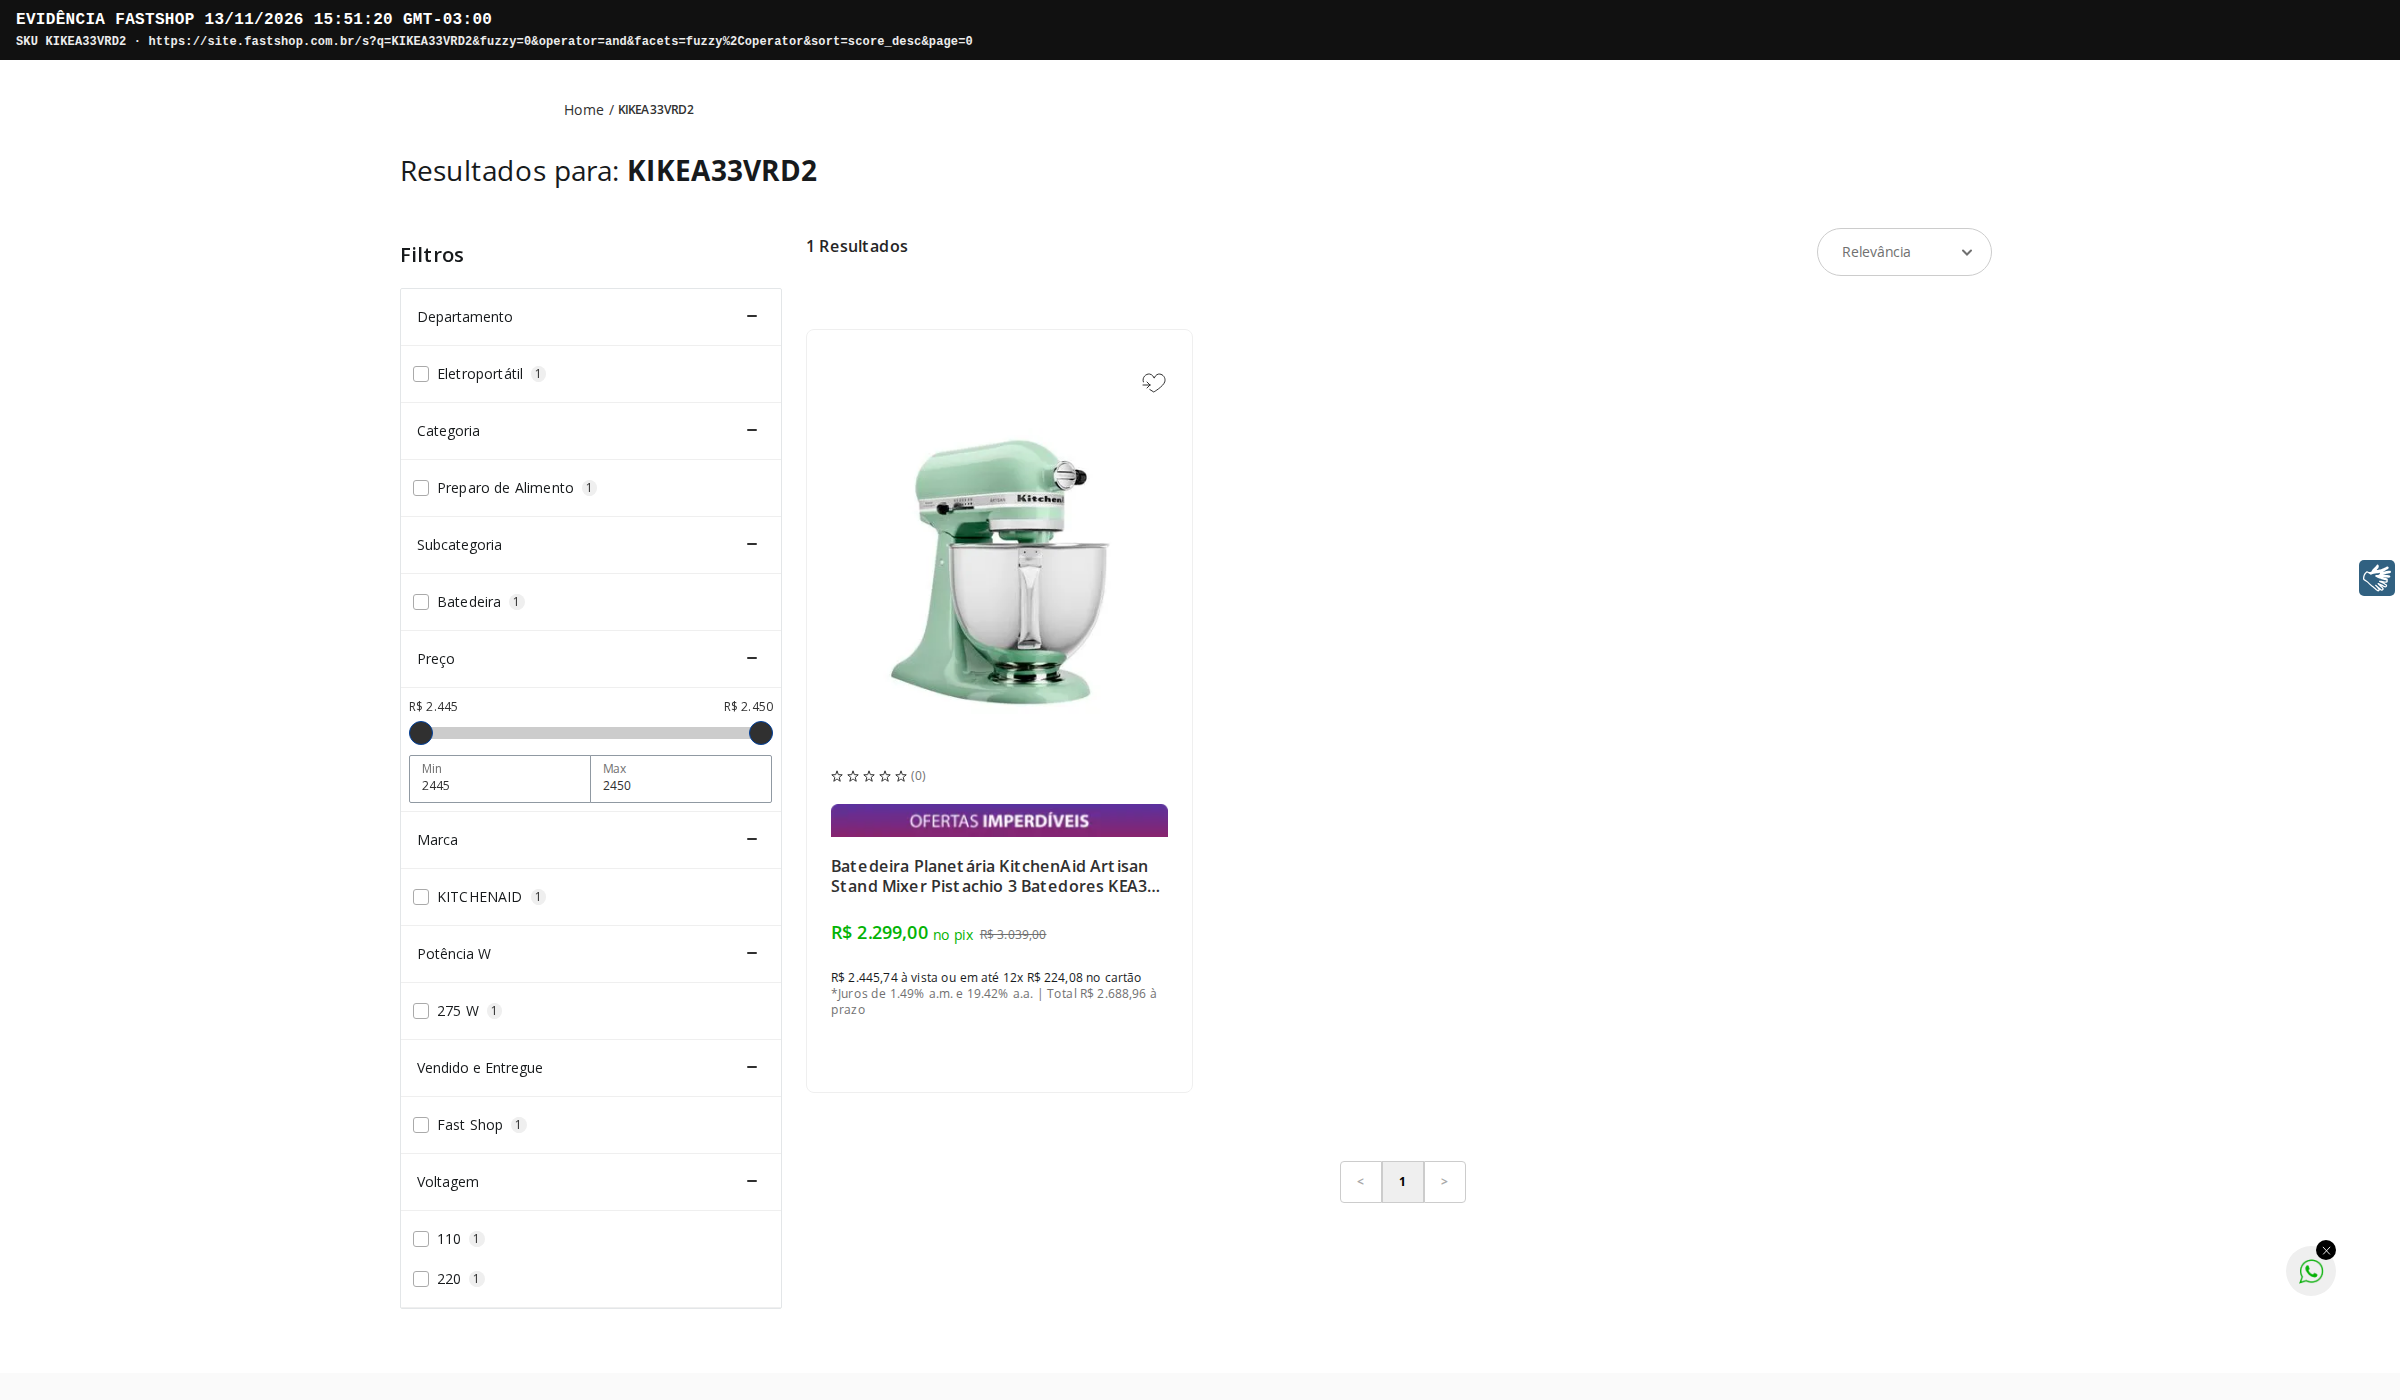 EVIDÊNCIA FASTSHOP 13/11/2026 15:51:20 GMT-03:00
SKU KIKEA33VRD2 · https://site.fastshop.com.br/s?q=KIKEA33VRD2&fuzzy=0&operator=and&facets=fuzzy%2Coperator&sort=score_desc&page=0
Home / KIKEA33VRD2
Resultados para: KIKEA33VRD2
Filtros
Departamento
Eletroportátil 1
Categoria
Preparo de Alimento 1
Subcategoria
Batedeira 1
Preço
R$ 2.445 R$ 2.450
Min Max
2445 2450
Marca
KITCHENAID 1
Potência W
275 W 1
Vendido e Entregue
Fast Shop 1
Voltagem
110 1
220 1
1 Resultados
Relevância
Kitchen
(0)
OFERTAS IMPERDÍVEIS
Batedeira Planetária KitchenAid Artisan
Stand Mixer Pistachio 3 Batedores KEA3...
R$ 2.299,00 no pix R$ 3.039,00
R$ 2.445,74 à vista ou em até 12x R$ 224,08 no cartão
*Juros de 1.49% a.m. e 19.42% a.a. | Total R$ 2.688,96 à
prazo
< 1 >